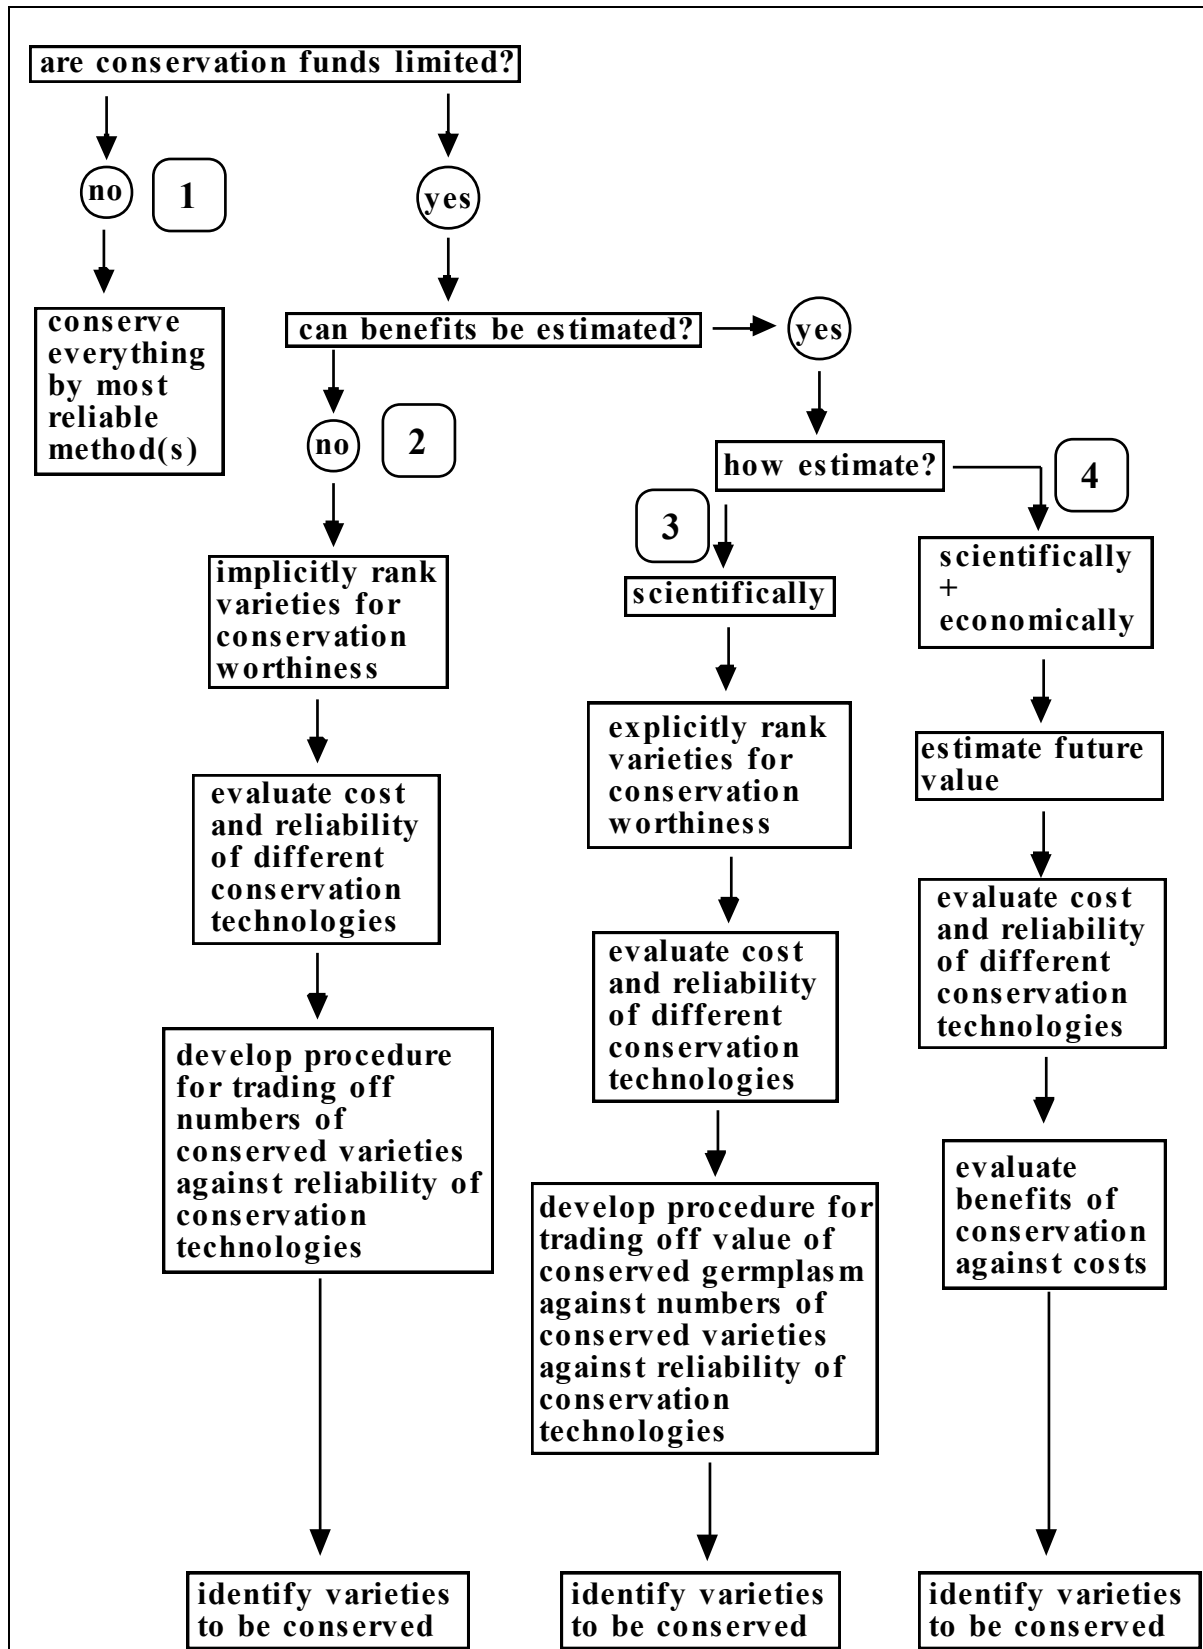 are conservation funds limited?
no
1
yes
conserve
everything
by most
reliable
method(s)
can benefits be estimated?
yes
no
2
how estimate?
3
4
implicitly rank
varieties for
conservation
worthiness
evaluate cost
and reliability
of different
conservation
technologies
develop procedure
for trading off
numbers of
conserved varieties
against reliability of
conservation
technologies
identify varieties
to be conserved
scientifically
explicitly rank
varieties for
conservation
worthiness
evaluate cost
and reliability
of different
conservation
technologies
develop procedure for
trading off value of
conserved germplasm
against numbers of
conserved varieties
against reliability of
conservation
technologies
identify varieties
to be conserved
scientifically
+
economically
estimate future
value
evaluate cost
and reliability
of different
conservation
technologies
evaluate
benefits of
conservation
against costs
identify varieties
to be conserved